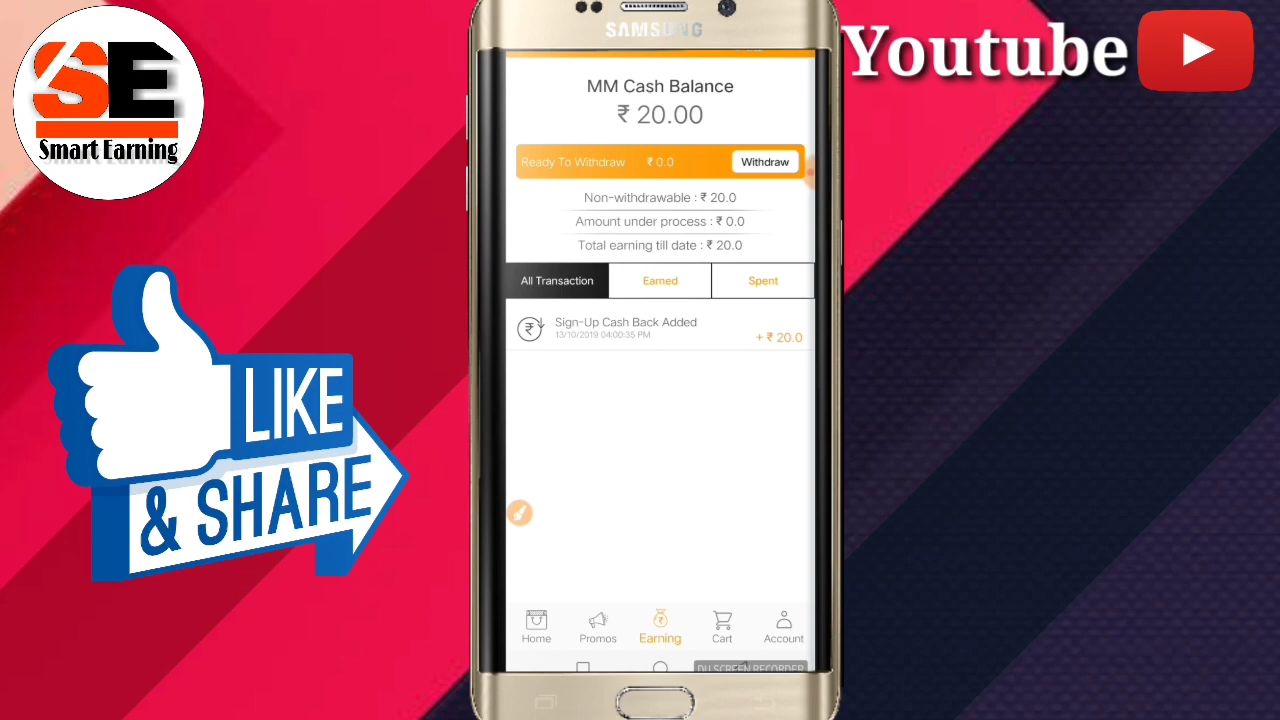 SE
Smart Earning
Youtube
SAMSUNG
MM Cash Balance
₹ 20.00
Ready To Withdraw ₹ 0.0 Withdraw
Non-withdrawable : ₹ 20.0
Amount under process : ₹ 0.0
Total earning till date : ₹ 20.0
All Transaction Earned Spent
Sign-Up Cash Back Added
13/10/2019 04:00:35 PM
+ ₹ 20.0
LIKE
& SHARE
Home Promos Earning Cart Account
DU SCREEN RECORDER